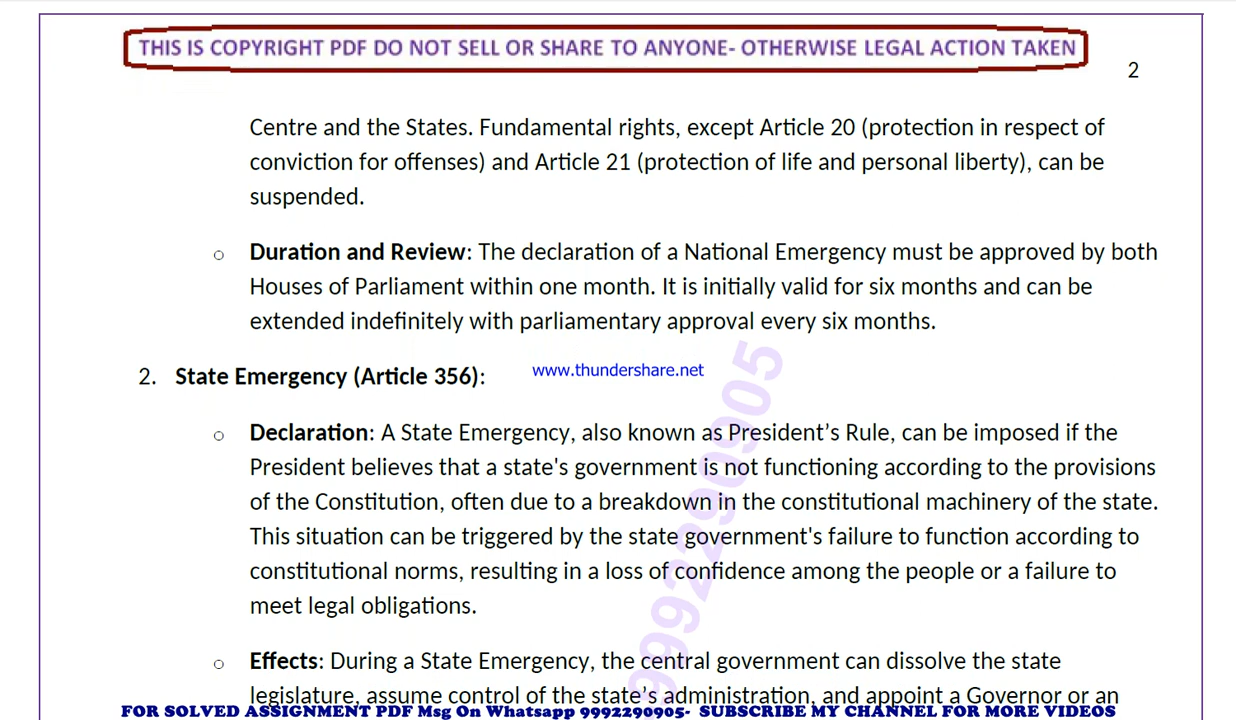 THIS IS COPYRIGHT PDF DO NOT SELL OR SHARE TO ANYONE- OTHERWISE LEGAL ACTION TAKEN
2
Centre and the States. Fundamental rights, except Article 20 (protection in respect of
conviction for offenses) and Article 21 (protection of life and personal liberty), can be
suspended.
○ Duration and Review: The declaration of a National Emergency must be approved by both
Houses of Parliament within one month. It is initially valid for six months and can be
extended indefinitely with parliamentary approval every six months.
2. State Emergency (Article 356):
www.thundershare.net
○ Declaration: A State Emergency, also known as President’s Rule, can be imposed if the
President believes that a state's government is not functioning according to the provisions
of the Constitution, often due to a breakdown in the constitutional machinery of the state.
This situation can be triggered by the state government's failure to function according to
constitutional norms, resulting in a loss of confidence among the people or a failure to
meet legal obligations.
○ Effects: During a State Emergency, the central government can dissolve the state
legislature, assume control of the state’s administration, and appoint a Governor or an
9992290905
FOR SOLVED ASSIGNMENT PDF Msg On Whatsapp 9992290905- SUBSCRIBE MY CHANNEL FOR MORE VIDEOS